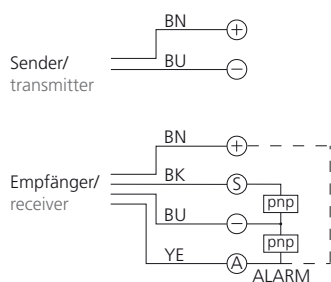 BN
+
Sender/
BU
−
transmitter
BN
+
BK
S
Empfänger/
pnp
receiver
BU
−
pnp
YE
A
ALARM